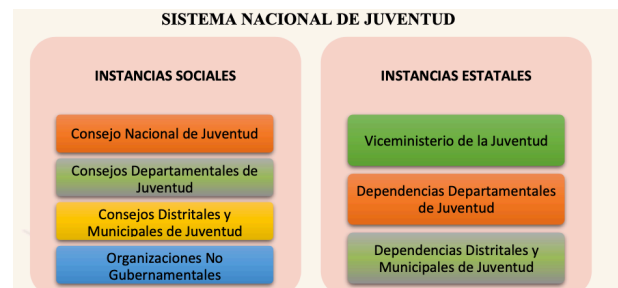 SISTEMA NACIONAL DE JUVENTUD
INSTANCIAS SOCIALES
Consejo Nacional de Juventud
Consejos Departamentales de
Juventud
Consejos Distritales y
Municipales de Juventud
Organizaciones No
Gubernamentales
INSTANCIAS ESTATALES
Viceministerio de la Juventud
Dependencias Departamentales
de Juventud
Dependencias Distritales y
Municipales de Juventud